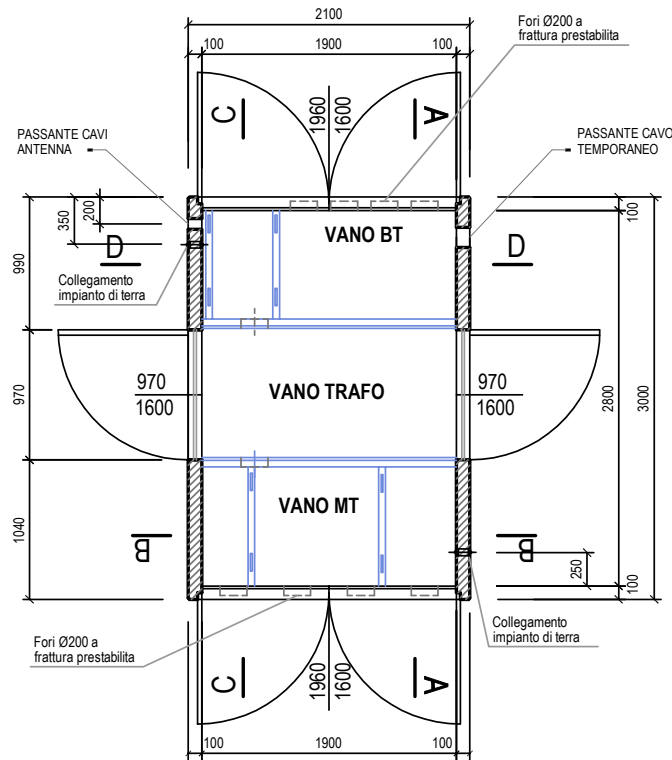 2100
100
1900
100
Fori Ø200 a
frattura prestabilita
C
1960
1600
A
PASSANTE CAVI
ANTENNA
PASSANTE CAVO
TEMPORANEO
350
200
100
990
D
VANO BT
D
Collegamento
impianto di terra
970
970
1600
VANO TRAFO
970
1600
2800
3000
VANO MT
1040
B
B
250
100
Fori Ø200 a
frattura prestabilita
Collegamento
impianto di terra
C
1960
1600
A
100
1900
100